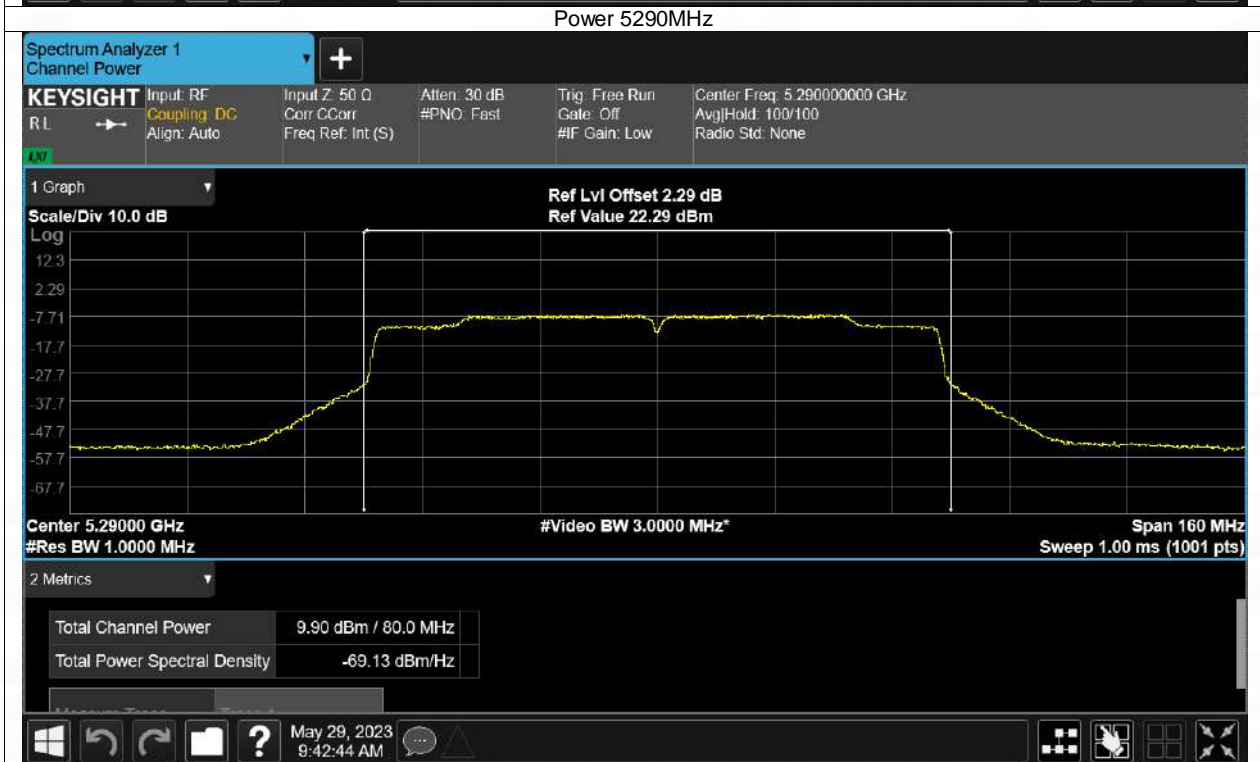 Power 5290MHz
Spectrum Analyzer 1
Channel Power
+
KEYSIGHT Input: RF Input Z: 50 Ω Atten: 30 dB Trig: Free Run Center Freq: 5.290000000 GHz
RL Coupling: DC Corr CCorr #PNO: Fast Gate: Off Avg|Hold: 100/100
Align: Auto Freq Ref: Int (S) #IF Gain: Low Radio Std: None
LXI
1 Graph
Ref Lvl Offset 2.29 dB
Scale/Div 10.0 dB Ref Value 22.29 dBm
Log
12.3
2.29
-7.71
-17.7
-27.7
-37.7
-47.7
-57.7
-67.7
Center 5.29000 GHz #Video BW 3.0000 MHz* Span 160 MHz
#Res BW 1.0000 MHz Sweep 1.00 ms (1001 pts)
2 Metrics
Total Channel Power 9.90 dBm / 80.0 MHz
Total Power Spectral Density -69.13 dBm/Hz
? May 29, 2023
9:42:44 AM